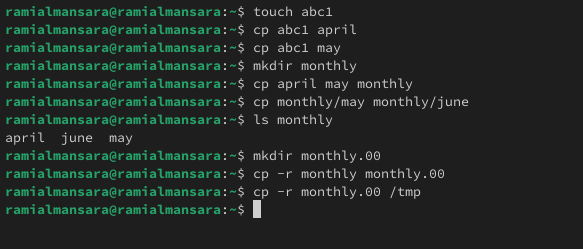 ramialmansara@ramialmansara:~$ touch abc1
ramialmansara@ramialmansara:~$ cp abc1 april
ramialmansara@ramialmansara:~$ cp abc1 may
ramialmansara@ramialmansara:~$ mkdir monthly
ramialmansara@ramialmansara:~$ cp april may monthly
ramialmansara@ramialmansara:~$ cp monthly/may monthly/june
ramialmansara@ramialmansara:~$ ls monthly
april  june  may
ramialmansara@ramialmansara:~$ mkdir monthly.00
ramialmansara@ramialmansara:~$ cp -r monthly monthly.00
ramialmansara@ramialmansara:~$ cp -r monthly.00 /tmp
ramialmansara@ramialmansara:~$